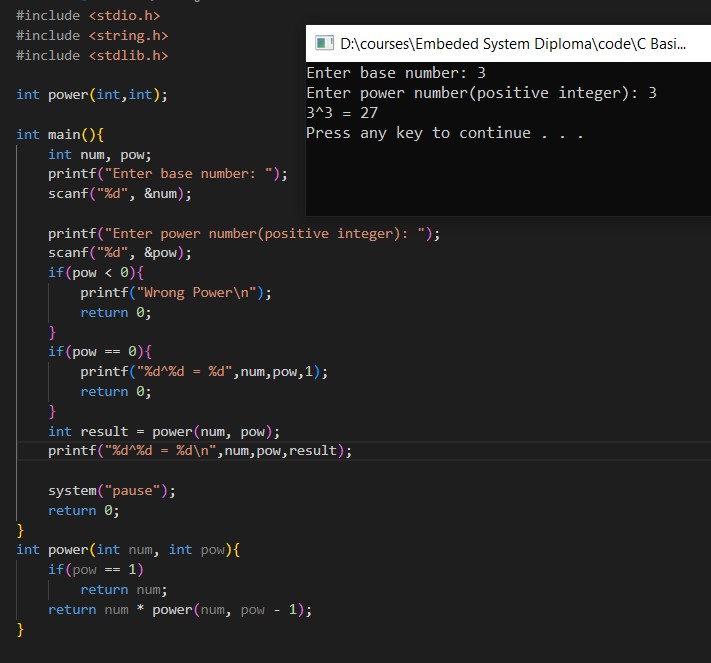 #include <stdio.h>
#include <string.h>
#include <stdlib.h>
int power(int,int);
int main(){
    int num, pow;
    printf("Enter base number: ");
    scanf("%d", &num);
    printf("Enter power number(positive integer): ");
    scanf("%d", &pow);
    if(pow < 0){
        printf("Wrong Power\n");
        return 0;
    }
    if(pow == 0){
        printf("%d^%d = %d",num,pow,1);
        return 0;
    }
    int result = power(num, pow);
    printf("%d^%d = %d\n",num,pow,result);
    system("pause");
    return 0;
}
int power(int num, int pow){
    if(pow == 1)
        return num;
    return num * power(num, pow - 1);
}
D:\courses\Embeded System Diploma\code\C Basi...
Enter base number: 3
Enter power number(positive integer): 3
3^3 = 27
Press any key to continue . . .